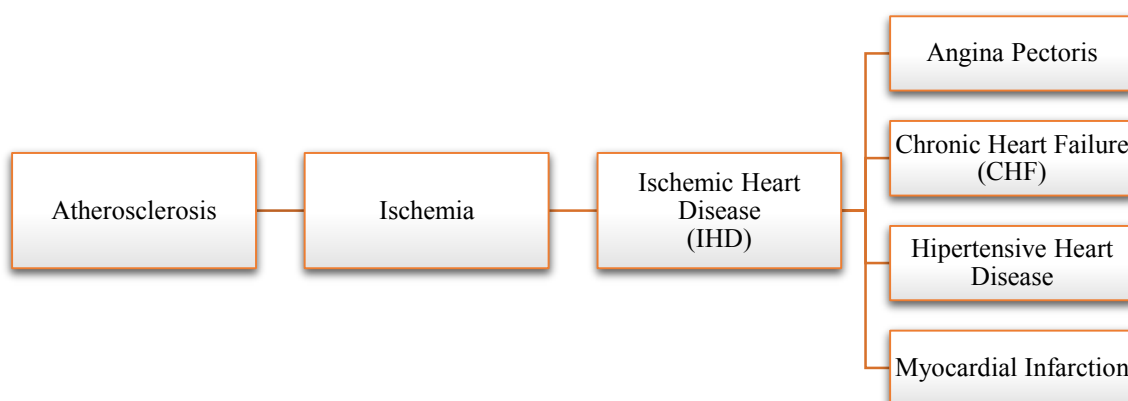 Atherosclerosis
Ischemia
Ischemic Heart
Disease
(IHD)
Angina Pectoris
Chronic Heart Failure
(CHF)
Hipertensive Heart
Disease
Myocardial Infarction